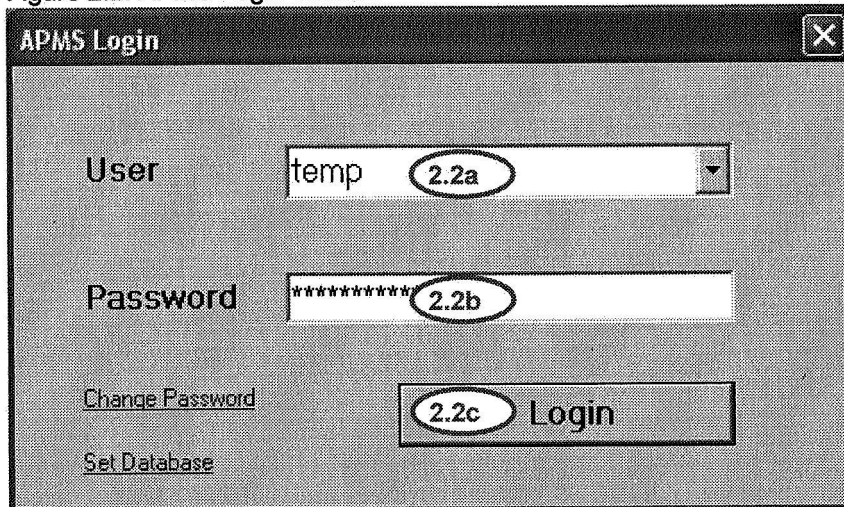 APMS Login
User temp 2.2a
Password *********** 2.2b
Change Password 2.2c Login
Set Database